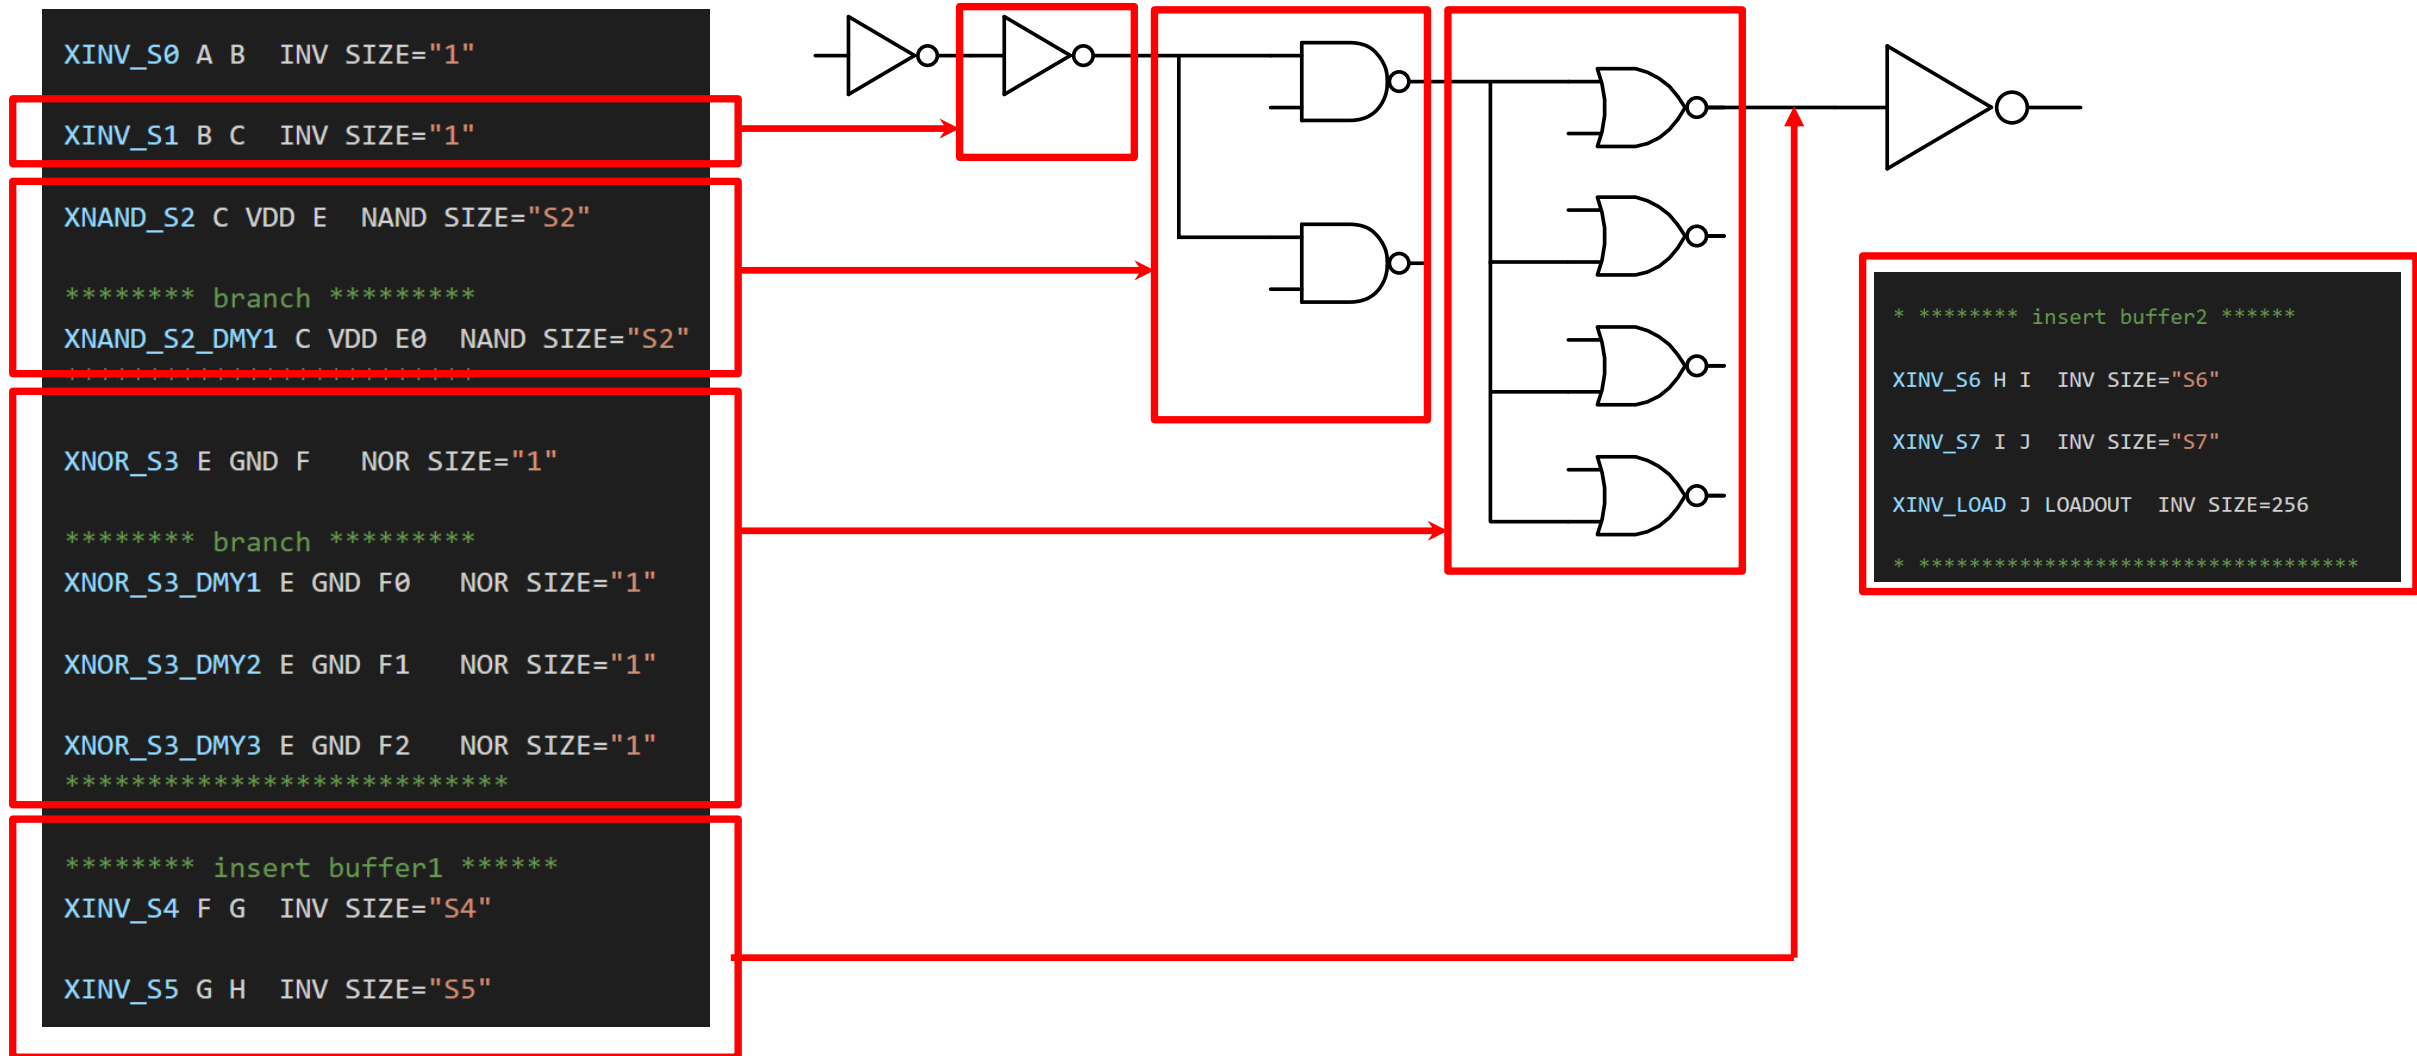 XINV_S0 A B  INV SIZE="1"
XINV_S1 B C  INV SIZE="1"
XNAND_S2 C VDD E  NAND SIZE="S2"
******** branch *********
XNAND_S2_DMY1 C VDD E0  NAND SIZE="S2"
*************************
XNOR_S3 E GND F   NOR SIZE="1"
******** branch *********
XNOR_S3_DMY1 E GND F0   NOR SIZE="1"
XNOR_S3_DMY2 E GND F1   NOR SIZE="1"
XNOR_S3_DMY3 E GND F2   NOR SIZE="1"
***************************
******** insert buffer1 ******
XINV_S4 F G  INV SIZE="S4"
XINV_S5 G H  INV SIZE="S5"
* ******** insert buffer2 ******
XINV_S6 H I  INV SIZE="S6"
XINV_S7 I J  INV SIZE="S7"
XINV_LOAD J LOADOUT  INV SIZE=256
* ***********************************